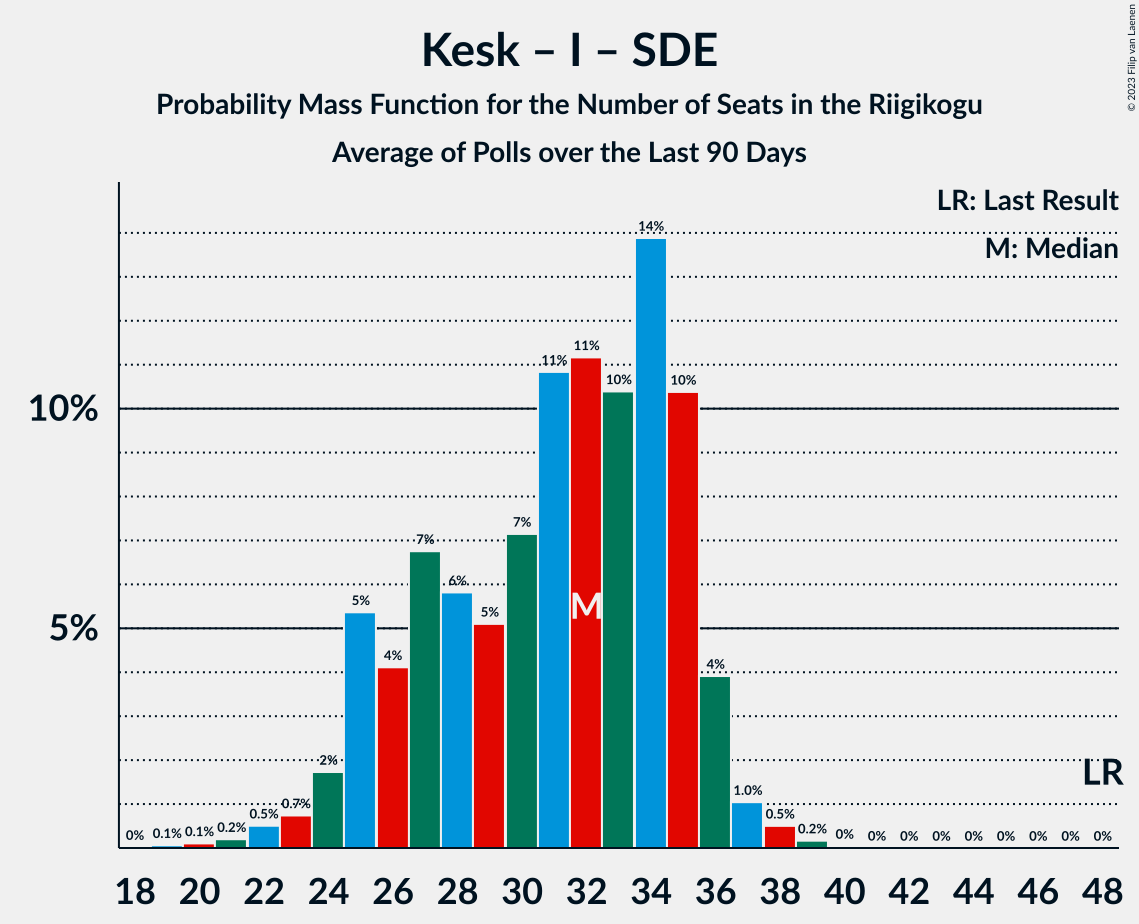 Kesk – I – SDE
Probability Mass Function for the Number of Seats in the Riigikogu
Average of Polls over the Last 90 Days
© 2023 Filip van Laenen
LR: Last Result
M: Median
10%
5%
0% 0.1% 0.1% 0.2% 0.5% 0.7% 2% 5% 4% 7% 6% 5% 7% 11% 11% 10% 14% 10% 4% 1.0% 0.5% 0.2% 0% 0% 0% 0% 0% 0% 0% 0% 0%
M
LR
18 20 22 24 26 28 30 32 34 36 38 40 42 44 46 48